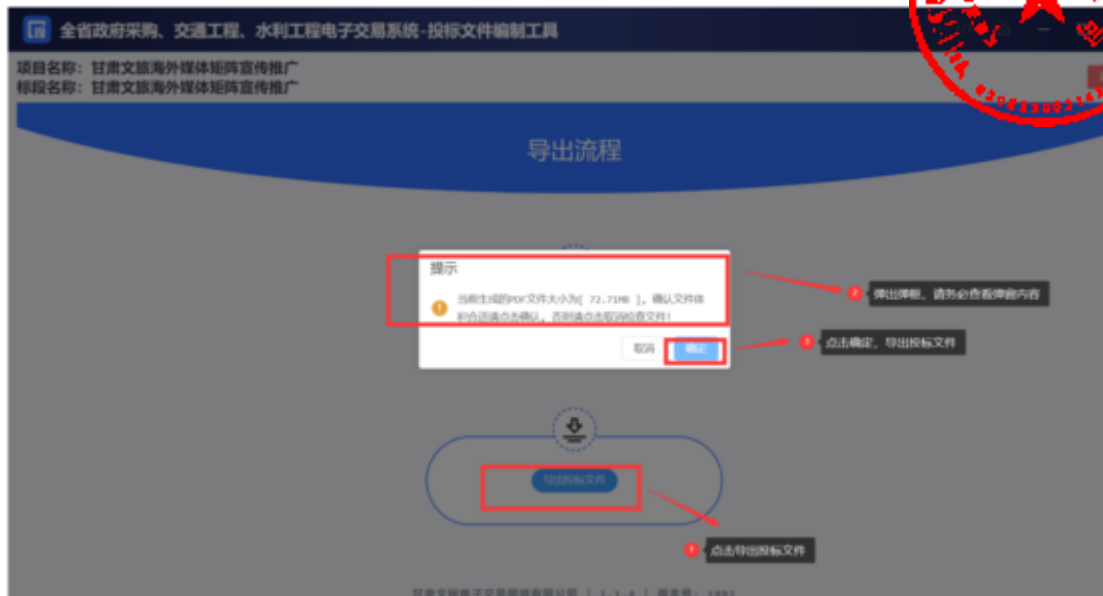 全省政府采购、交通工程、水利工程电子交易系统-投标文件编制工具
项目名称：甘肃文旅海外媒体矩阵宣传推广
标段名称：甘肃文旅海外媒体矩阵宣传推广
导出流程
提示
当前生成的PDF文件大小为[ 72.71MB ]，确认文件体
积合适请点击确认，否则请点击取消检查文件！
取消 确定
2 弹出弹框，请务必查看弹窗内容
3 点击确定，导出投标文件
导出投标文件
1 点击导出投标文件